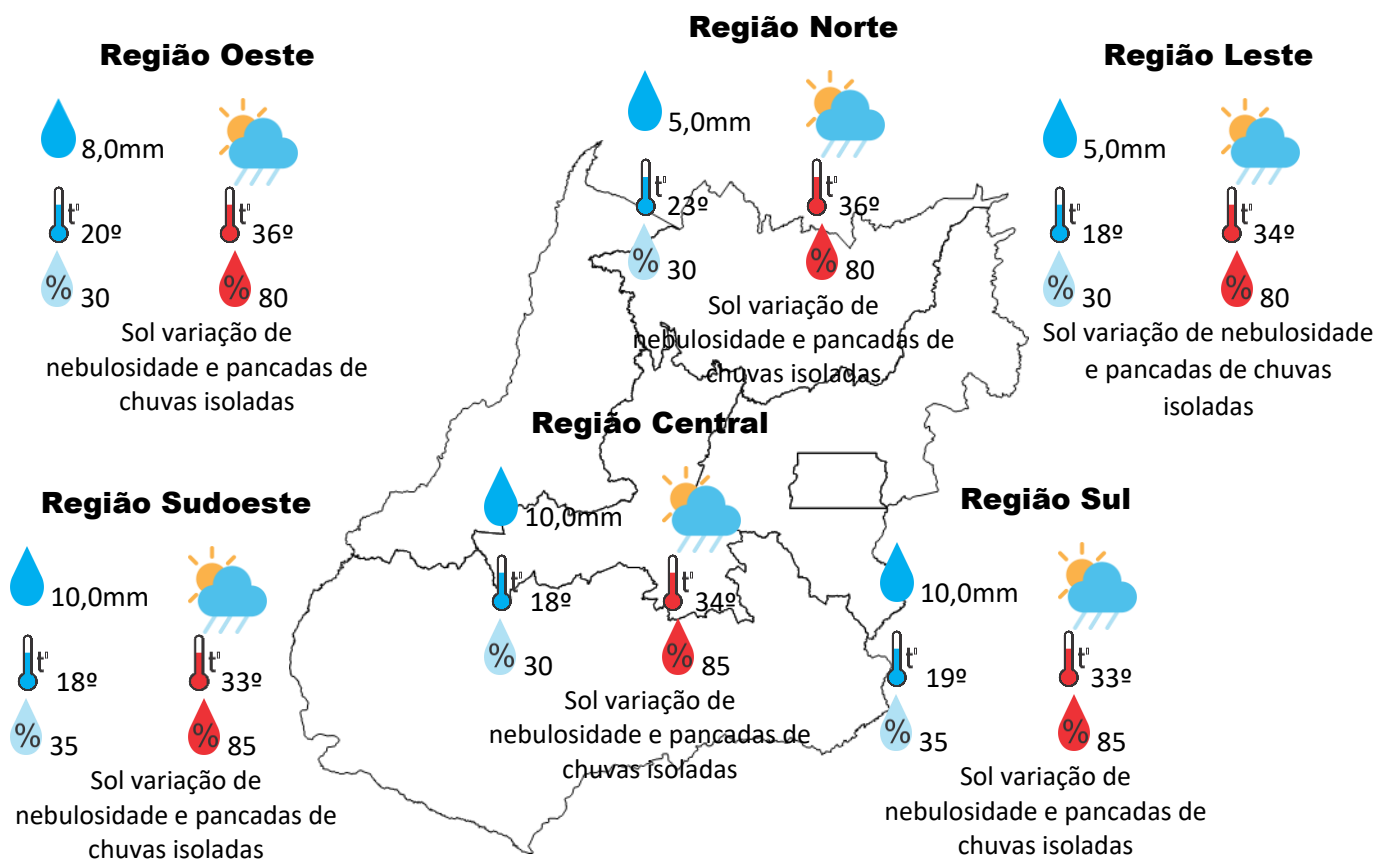 Região Oeste
8,0mm
t°
20º
36º
%
30
%
80
Sol variação de
nebulosidade e pancadas de
chuvas isoladas
Região Norte
5,0mm
t°
23º
t°
36º
%
30
%
80
Sol variação de
nebulosidade e pancadas de
chuvas isoladas
Região Leste
5,0mm
t°
18º
t°
34º
%
30
%
80
Sol variação de nebulosidade
e pancadas de chuvas
isoladas
Região Central
10,0mm
t°
18º
t°
34º
%
30
%
85
Sol variação de
nebulosidade e pancadas de
chuvas isoladas
Região Sudoeste
10,0mm
t°
18º
t°
33º
%
35
%
85
Sol variação de
nebulosidade e pancadas de
chuvas isoladas
Região Sul
10,0mm
t°
19º
t°
33º
%
35
%
85
Sol variação de
nebulosidade e pancadas de
chuvas isoladas